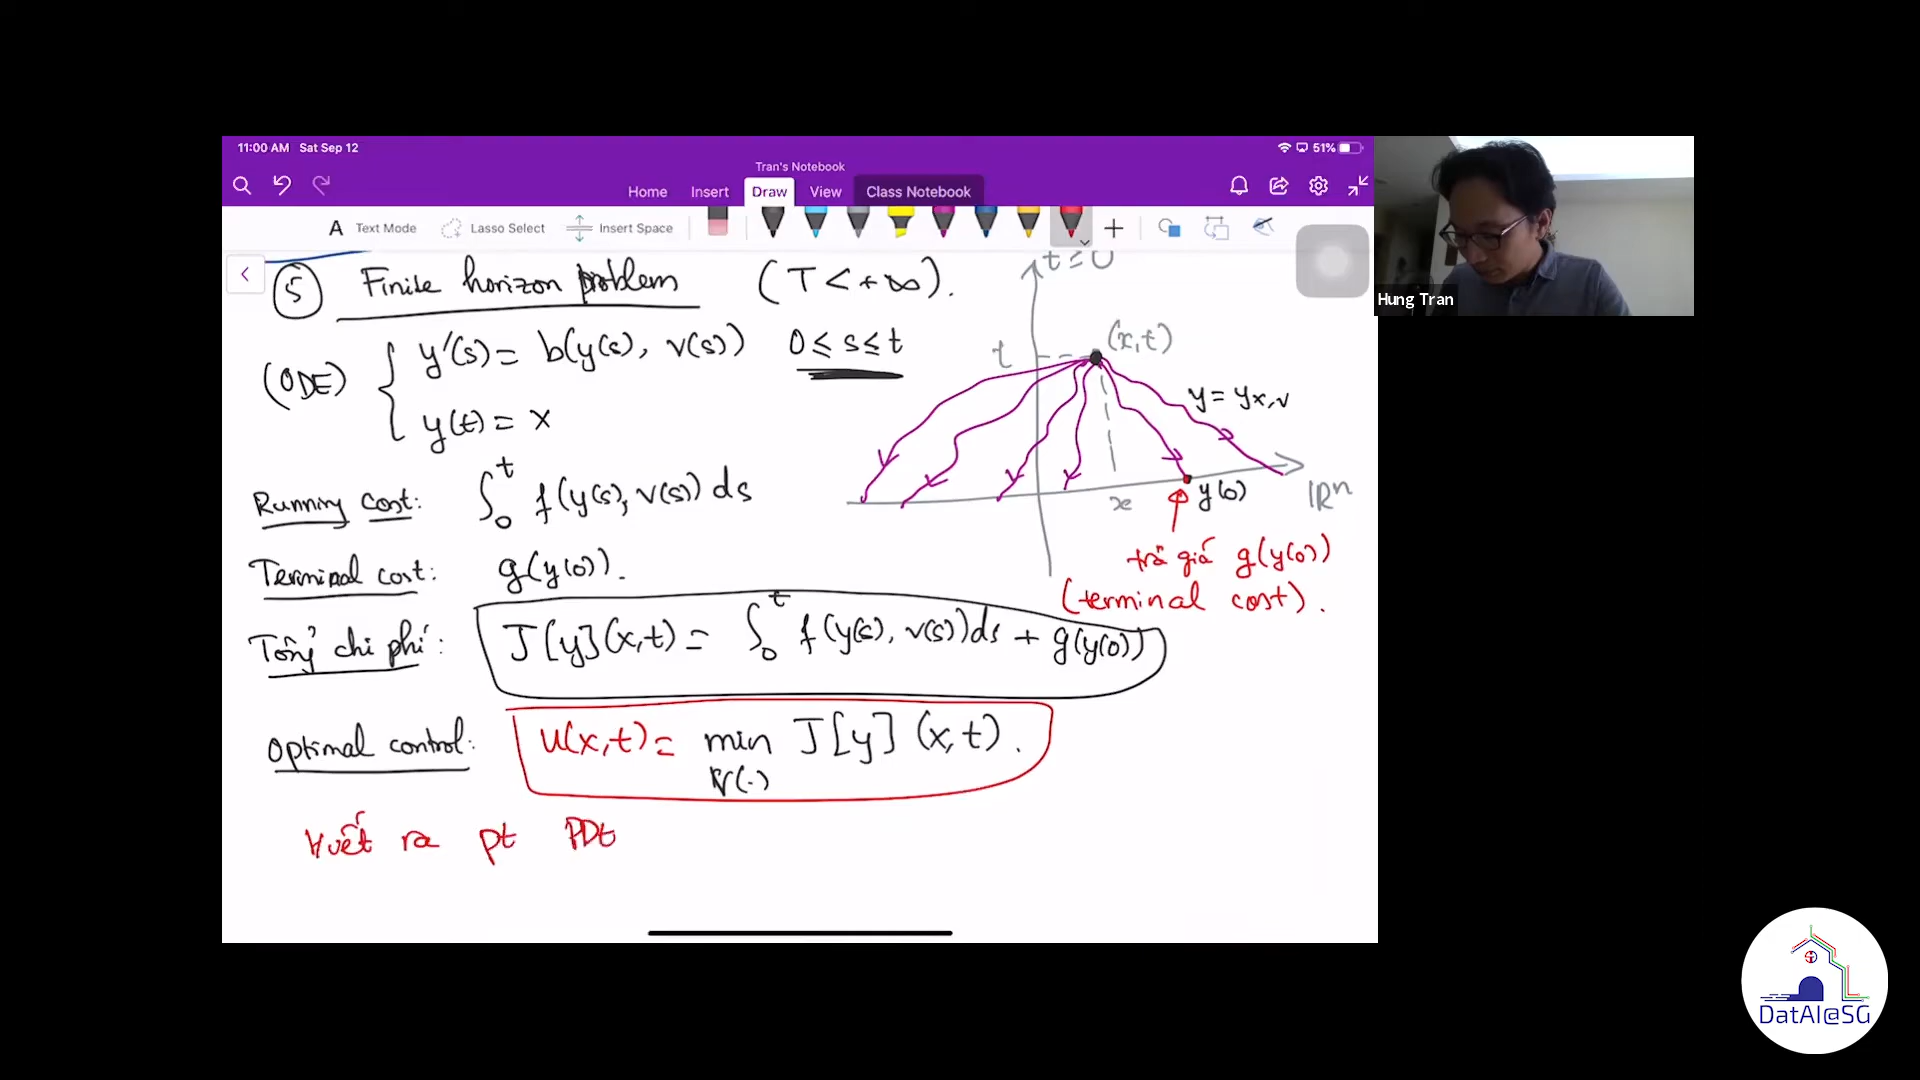 11:00 AM Sat Sep 12
51%
Tran's Notebook
Home Insert Draw View Class Notebook
A Text Mode Lasso Select Insert Space
Hung Tran
⑤ Finite horizon problem (T < +∞).
(ODE) { y'(s) = b(y(s), v(s)) 0 ≤ s ≤ t
y(t) = x
Running cost: ∫₀ᵗ f(y(s), v(s)) ds
Terminal cost: g(y(0)).
Tổng chi phí: J[y](x,t) = ∫₀ᵗ f(y(s), v(s)) ds + g(y(0))
Optimal control: u(x,t) = min J[y](x,t).
v(·)
ra pt PDt
t
(x,t)
y = yx,v
x
y(0)
ℝⁿ
trả giá g(y(0))
(terminal cost).
DatAI@SG